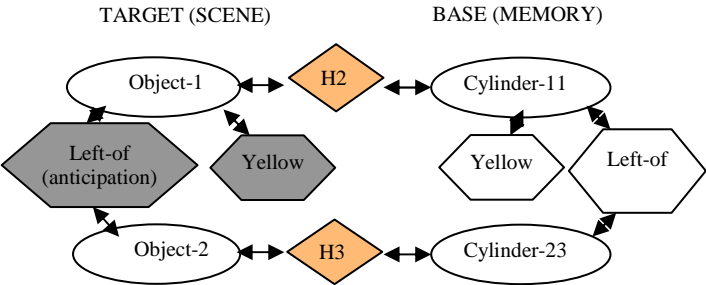 TARGET (SCENE)
BASE (MEMORY)
Object-1
H2
Cylinder-11
Left-of
(anticipation)
Yellow
Yellow
Left-of
Object-2
H3
Cylinder-23